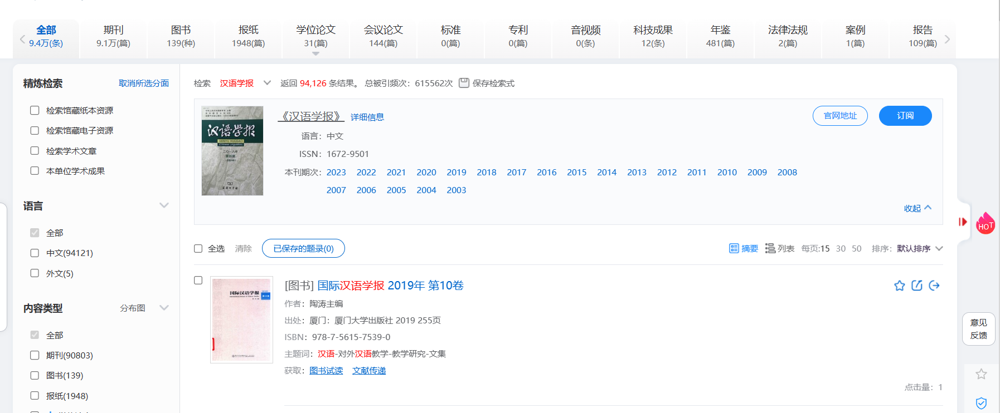 全部 期刊 图书 报纸 学位论文 会议论文 标准 专利 音视频 科技成果 年鉴 法律法规 案例 报告
9.4万(条) 9.1万(篇) 139(种) 1948(篇) 31(篇) 144(篇) 0(篇) 0(篇) 0(条) 12(条) 481(篇) 2(篇) 1(篇) 109(篇)
精炼检索 取消所选分面
检索馆藏纸本资源
检索馆藏电子资源
检索学术文章
本单位学术成果
语言
全部
中文(94121)
外文(5)
内容类型 分布图
全部
期刊(90803)
图书(139)
报纸(1948)
检索 汉语学报 返回 94,126 条结果。 总被引频次：615562次 保存检索式
汉语学报
HANYU XUEBAO
(Chinese Linguistics)
二〇一八年
第四期
商务印书馆
《汉语学报》 详细信息 官网地址 订阅
语言：中文
ISSN：1672-9501
本刊期次：2023 2022 2021 2020 2019 2018 2017 2016 2015 2014 2013 2012 2011 2010 2009 2008
2007 2006 2005 2004 2003
收起
全选 清除 已保存的题录(0) 摘要 列表 每页:15 30 50 排序：默认排序
国际汉语学报
[图书] 国际汉语学报 2019年 第10卷
作者：陶涛主编
出处：厦门：厦门大学出版社 2019 255页
ISBN：978-7-5615-7539-0
主题词：汉语-对外汉语教学-教学研究-文集
获取：图书试读 文献传递
点击量：1
HOT
意见
反馈